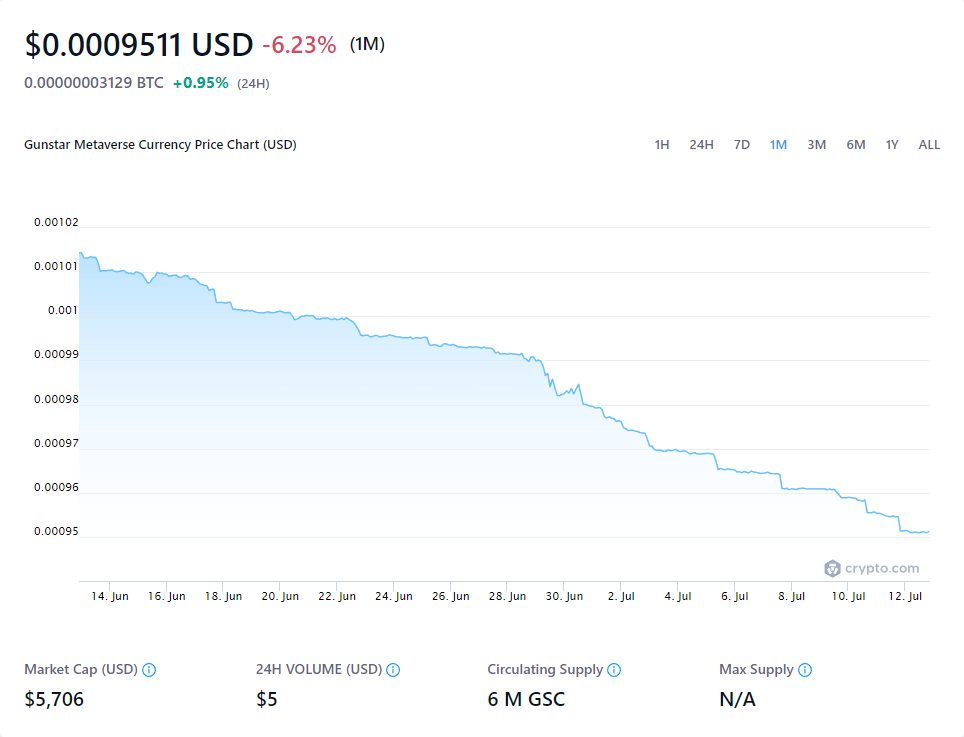 $0.0009511 USD -6.23% (1M)
0.00000003129 BTC +0.95% (24H)
Gunstar Metaverse Currency Price Chart (USD)
1H 24H 7D 1M 3M 6M 1Y ALL
0.00102
0.00101
0.001
0.00099
0.00098
0.00097
0.00096
0.00095
crypto.com
14. Jun 16. Jun 18. Jun 20. Jun 22. Jun 24. Jun 26. Jun 28. Jun 30. Jun 2. Jul 4. Jul 6. Jul 8. Jul 10. Jul 12. Jul
Market Cap (USD) 24H VOLUME (USD) Circulating Supply Max Supply
$5,706 $5 6 M GSC N/A